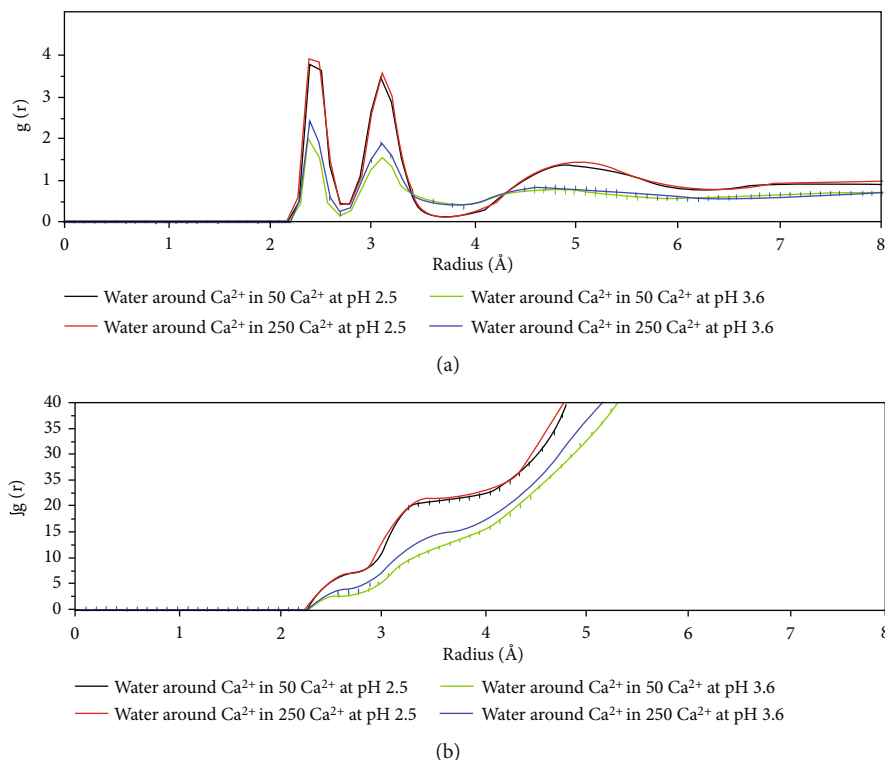 4
3
2
1
0
g (r)
0 1 2 3 4 5 6 7 8
Radius (Å)
Water around Ca²⁺ in 50 Ca²⁺ at pH 2.5
Water around Ca²⁺ in 50 Ca²⁺ at pH 3.6
Water around Ca²⁺ in 250 Ca²⁺ at pH 2.5
Water around Ca²⁺ in 250 Ca²⁺ at pH 3.6
(a)
40
35
30
25
20
15
10
5
0
∫g (r)
0 1 2 3 4 5 6 7 8
Radius (Å)
Water around Ca²⁺ in 50 Ca²⁺ at pH 2.5
Water around Ca²⁺ in 50 Ca²⁺ at pH 3.6
Water around Ca²⁺ in 250 Ca²⁺ at pH 2.5
Water around Ca²⁺ in 250 Ca²⁺ at pH 3.6
(b)